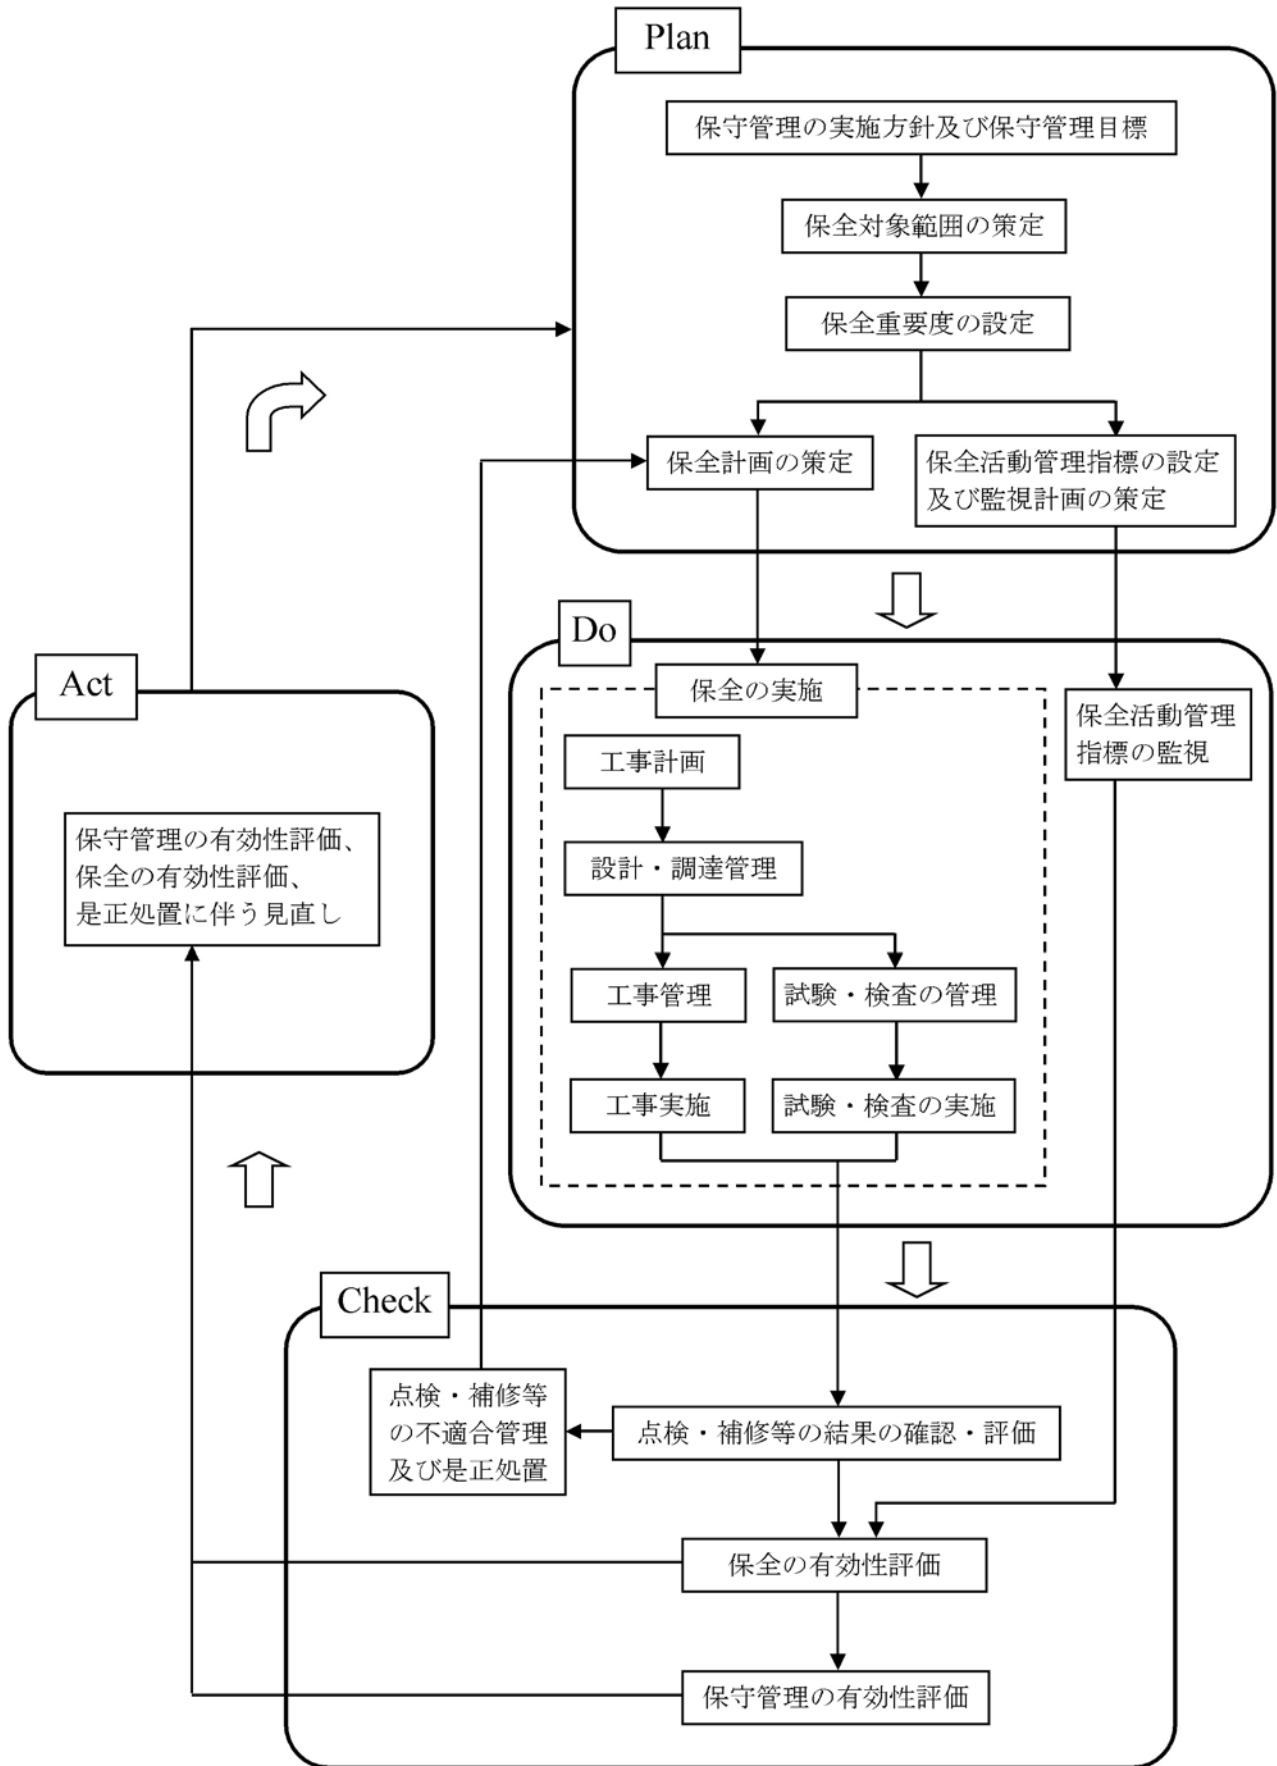 Plan
保守管理の実施方針及び保守管理目標
保全対象範囲の策定
保全重要度の設定
保全計画の策定
保全活動管理指標の設定
及び監視計画の策定
Do
保全の実施
保全活動管理
指標の監視
工事計画
設計・調達管理
工事管理
試験・検査の管理
工事実施
試験・検査の実施
Act
保守管理の有効性評価、
保全の有効性評価、
是正処置に伴う見直し
Check
点検・補修等
の不適合管理
及び是正処置
点検・補修等の結果の確認・評価
保全の有効性評価
保守管理の有効性評価